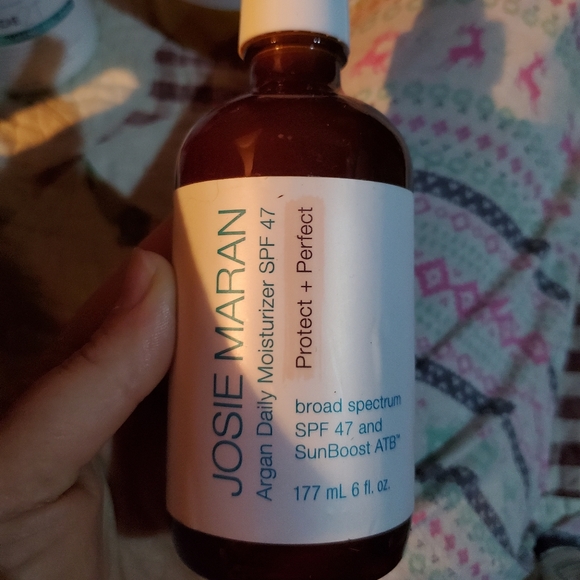 JOSIE MARAN
Argan Daily Moisturizer SPF 47
Protect + Perfect
broad spectrum
SPF 47 and
SunBoost ATB™
177 mL 6 fl. oz.